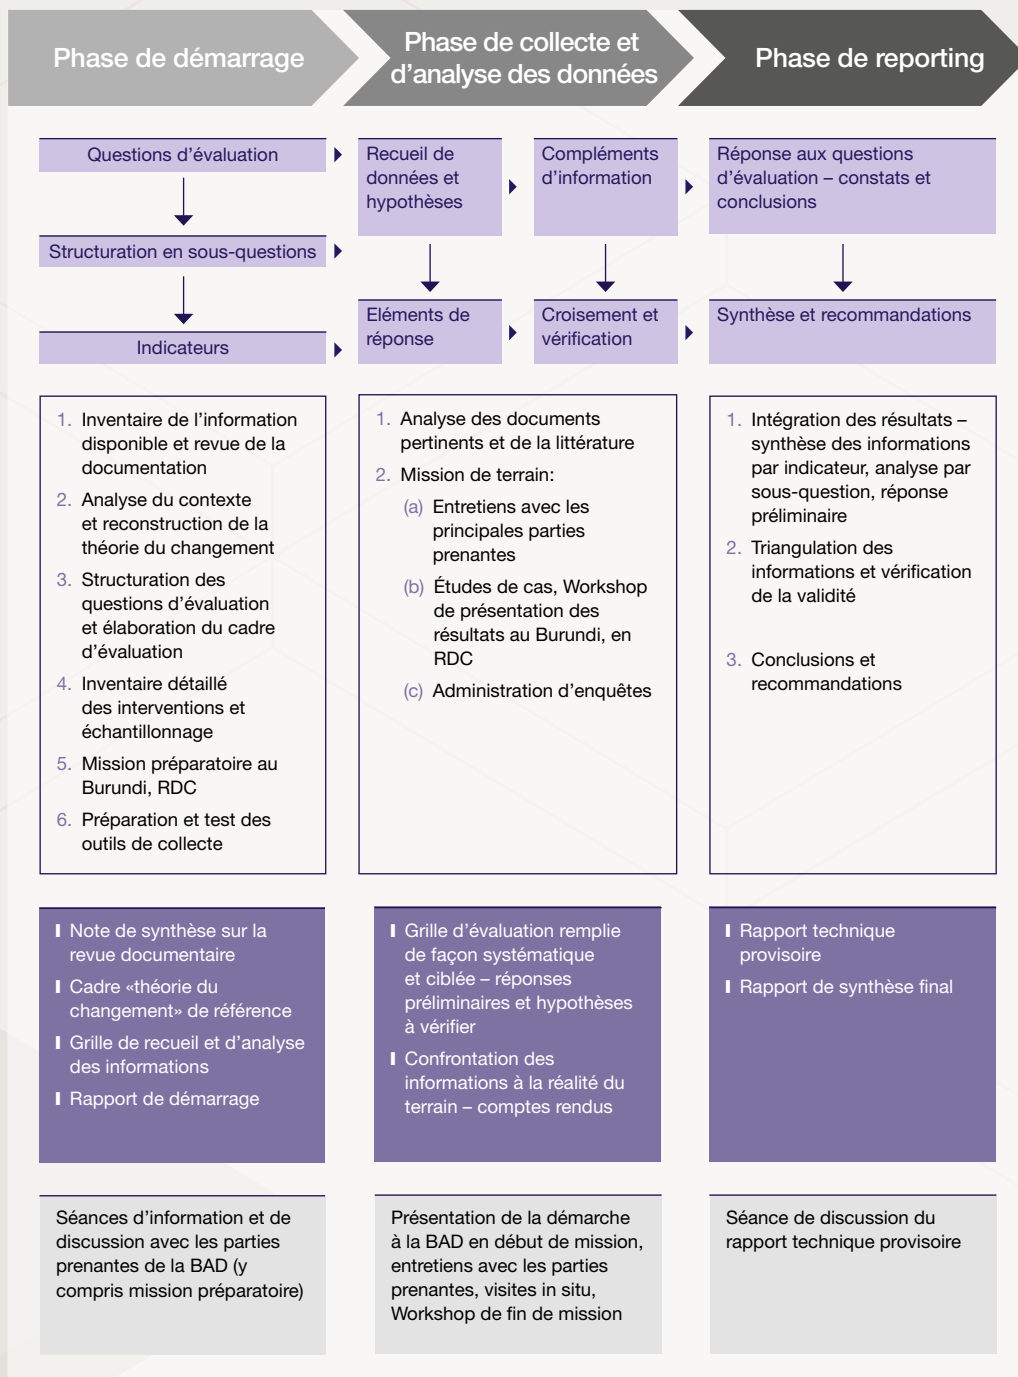 Phase de démarrage
Phase de collecte et
d'analyse des données
Phase de reporting
Questions d'évaluation
Structuration en sous-questions
Indicateurs
Recueil de
données et
hypothèses
Compléments
d'information
Réponse aux questions
d'évaluation – constats et
conclusions
Eléments de
réponse
Croisement et
vérification
Synthèse et recommandations
1. Inventaire de l'information
disponible et revue de la
documentation
2. Analyse du contexte
et reconstruction de la
théorie du changement
3. Structuration des
questions d'évaluation
et élaboration du cadre
d'évaluation
4. Inventaire détaillé
des interventions et
échantillonnage
5. Mission préparatoire au
Burundi, RDC
6. Préparation et test des
outils de collecte
1. Analyse des documents
pertinents et de la littérature
2. Mission de terrain:
(a) Entretiens avec les
principales parties
prenantes
(b) Études de cas, Workshop
de présentation des
résultats au Burundi, en
RDC
(c) Administration d'enquêtes
1. Intégration des résultats –
synthèse des informations
par indicateur, analyse par
sous-question, réponse
préliminaire
2. Triangulation des
informations et vérification
de la validité
3. Conclusions et
recommandations
Note de synthèse sur la
revue documentaire
Cadre «théorie du
changement» de référence
Grille de recueil et d'analyse
des informations
Rapport de démarrage
Grille d'évaluation remplie
de façon systématique
et ciblée – réponses
préliminaires et hypothèses
à vérifier
Confrontation des
informations à la réalité du
terrain – comptes rendus
Rapport technique
provisoire
Rapport de synthèse final
Séances d'information et de
discussion avec les parties
prenantes de la BAD (y
compris mission préparatoire)
Présentation de la démarche
à la BAD en début de mission,
entretiens avec les parties
prenantes, visites in situ,
Workshop de fin de mission
Séance de discussion du
rapport technique provisoire